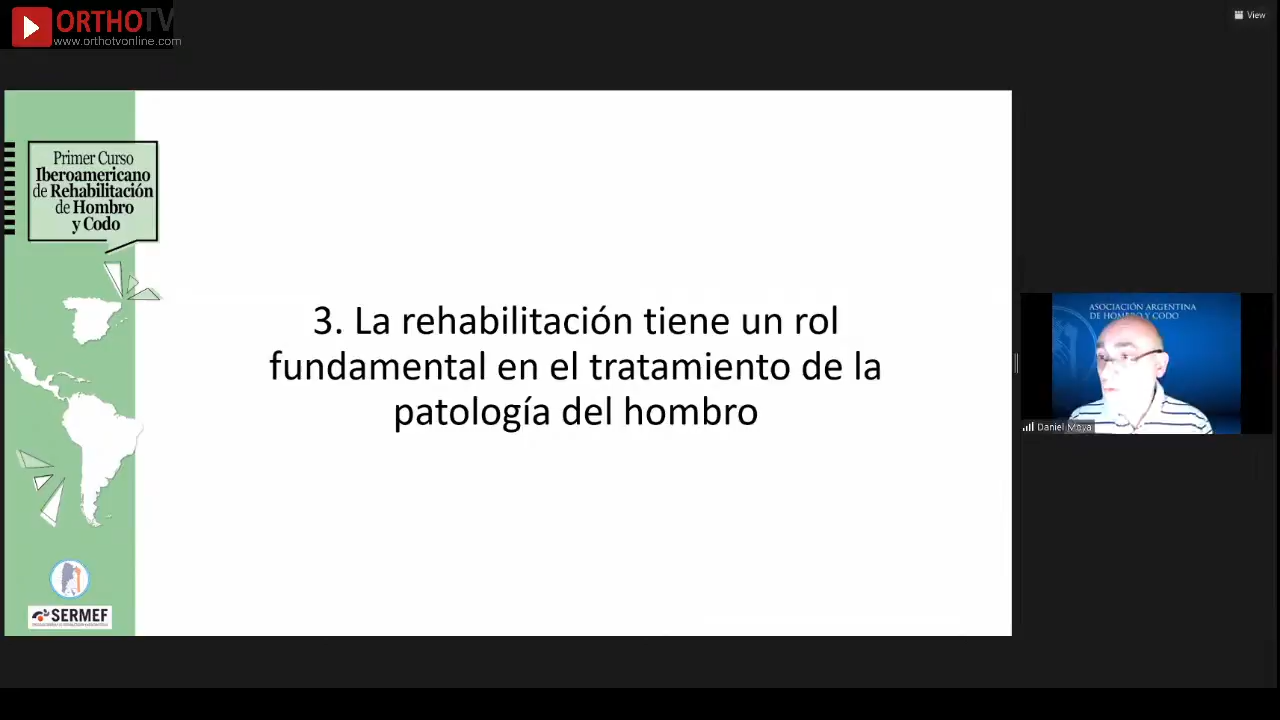 ORTHOTV
www.orthotvonline.com
View
Primer Curso
Iberoamericano
de Rehabilitación
de Hombro
y Codo
3. La rehabilitación tiene un rol
fundamental en el tratamiento de la
patología del hombro
ASOCIACIÓN ARGENTINA
DE HOMBRO Y CODO
Daniel Moya
SERMEF